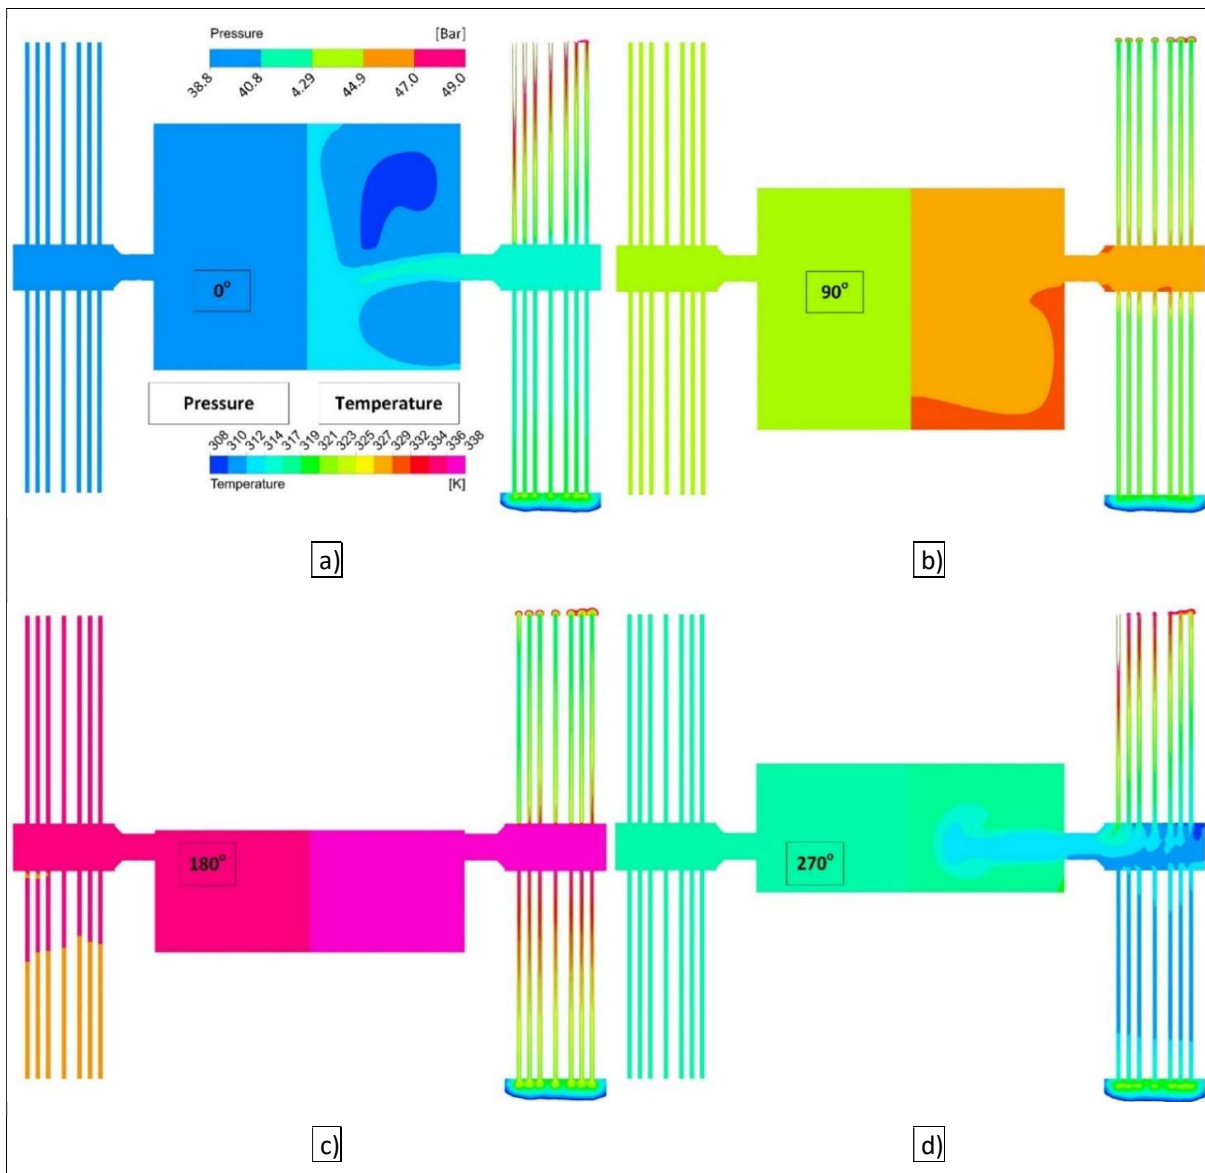 Pressure [Bar]
38.8 40.8 4.29 44.9 47.0 49.0
0°
90°
Pressure Temperature
308 310 312 314 317 319 321 323 325 327 329 332 334 336 338
Temperature [K]
a) b)
180°
270°
c) d)